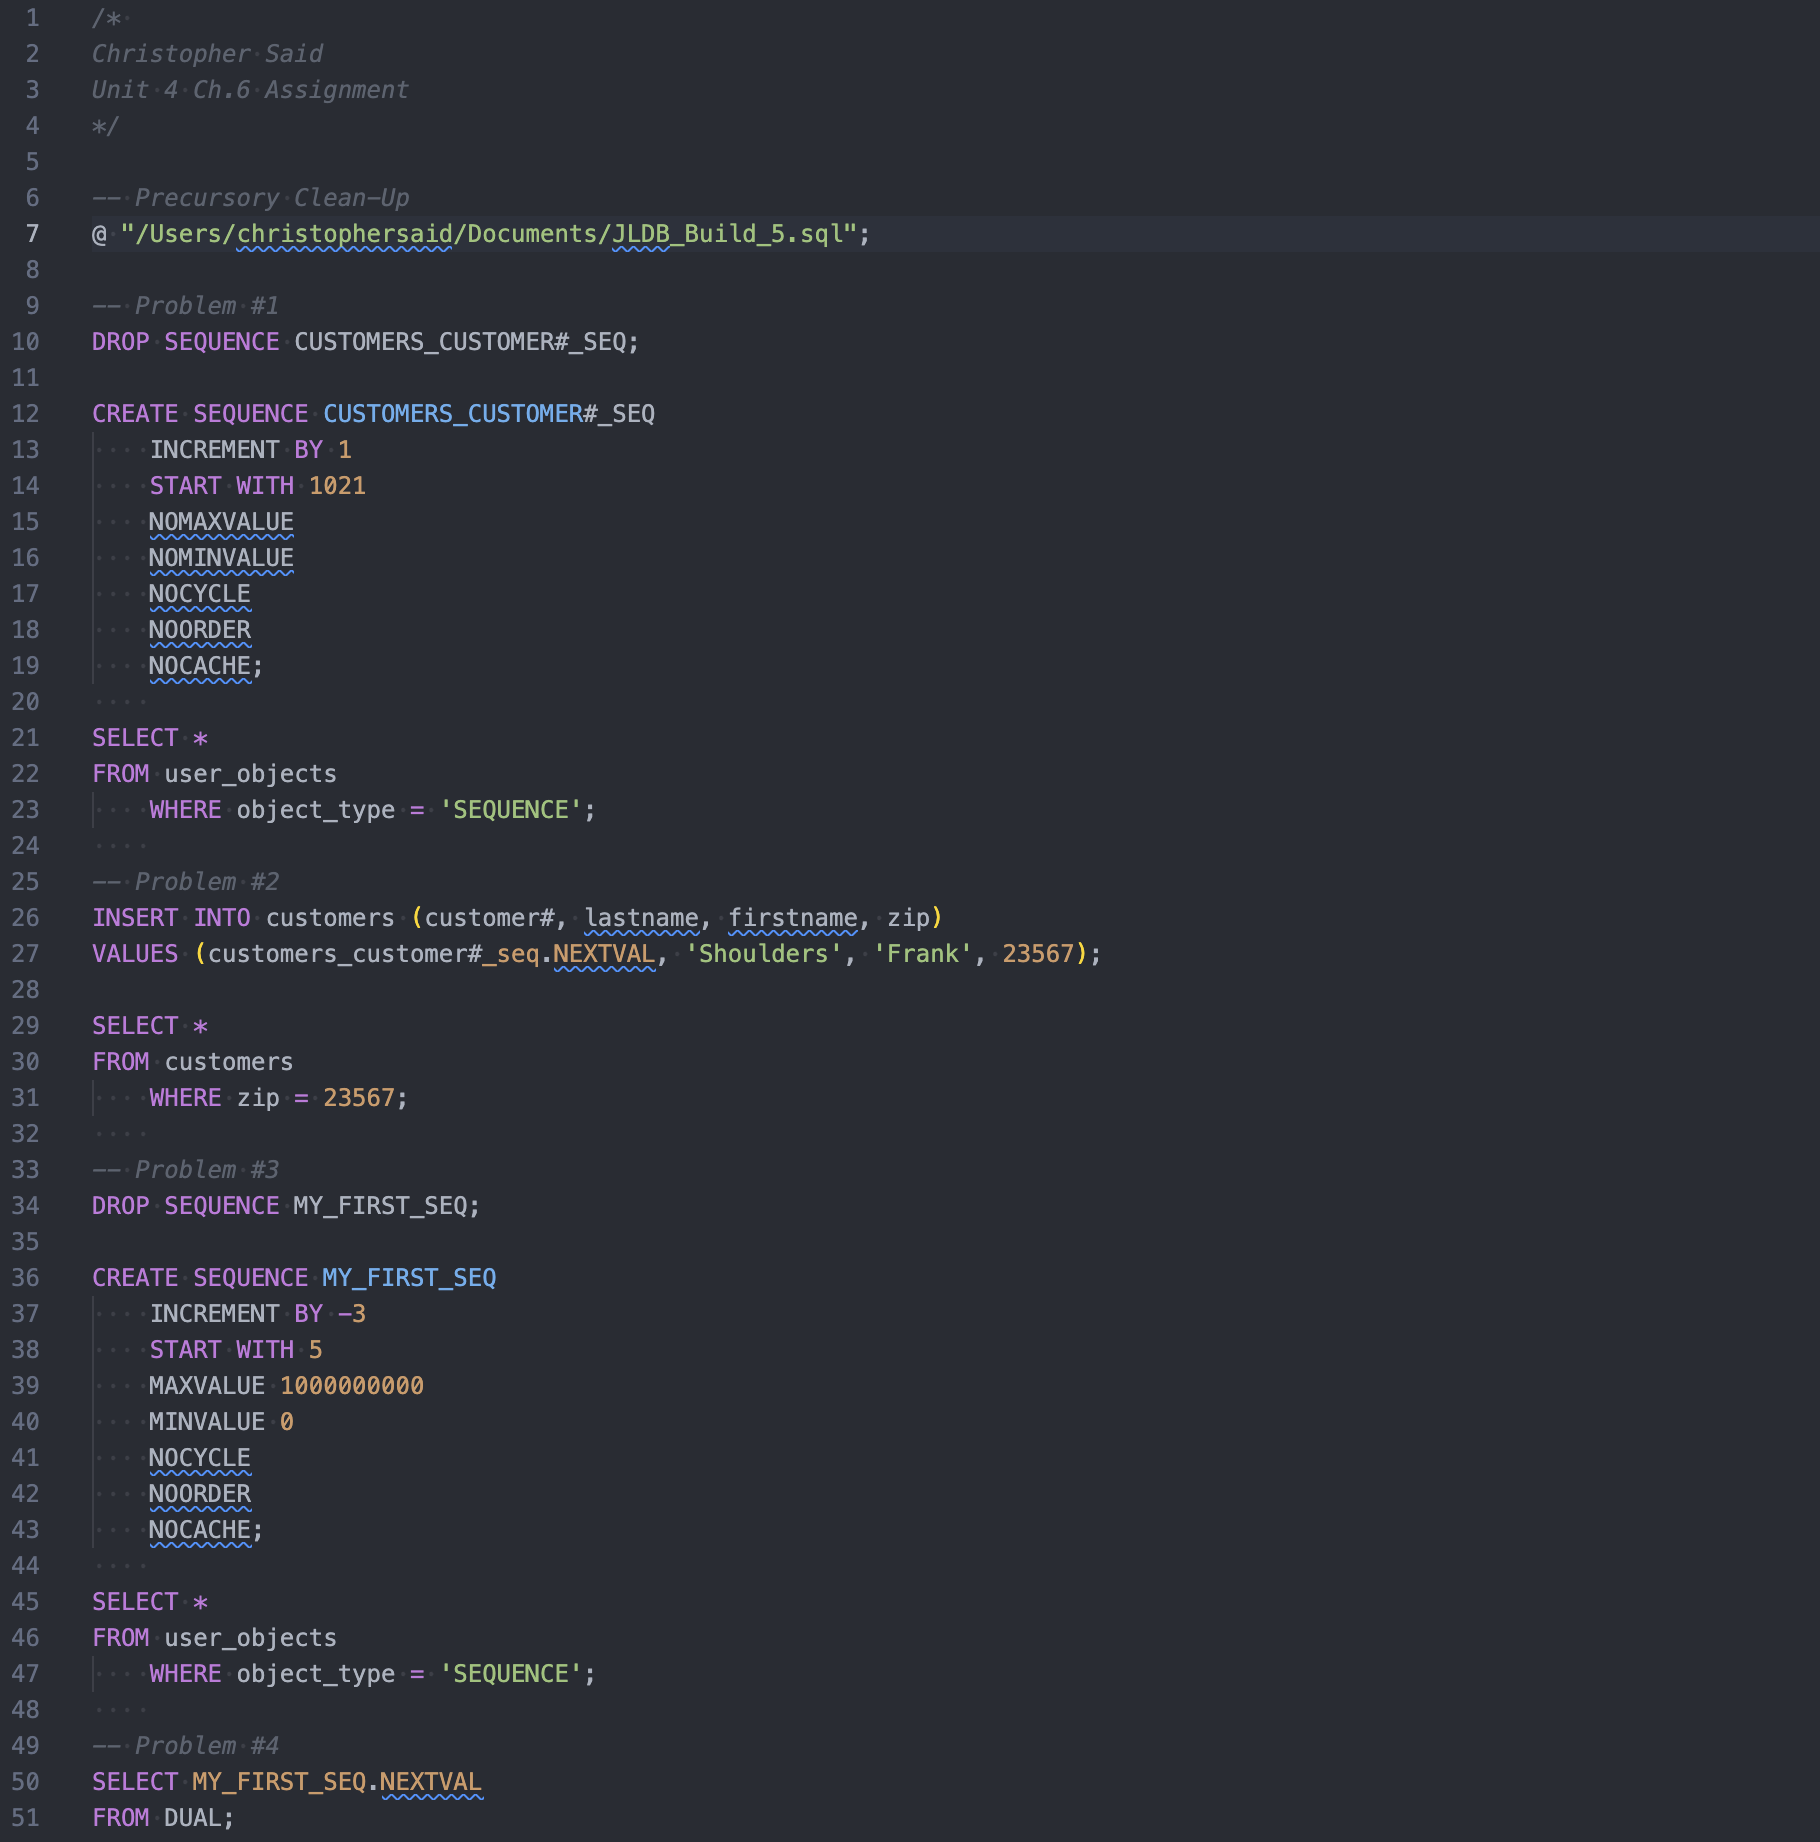 1 /*
2 Christopher Said
3 Unit 4 Ch.6 Assignment
4 */
5
6 -- Precursory Clean-Up
7 @ "/Users/christophersaid/Documents/JLDB_Build_5.sql";
8
9 -- Problem #1
10 DROP SEQUENCE CUSTOMERS_CUSTOMER#_SEQ;
11
12 CREATE SEQUENCE CUSTOMERS_CUSTOMER#_SEQ
13     INCREMENT BY 1
14     START WITH 1021
15     NOMAXVALUE
16     NOMINVALUE
17     NOCYCLE
18     NOORDER
19     NOCACHE;
20
21 SELECT *
22 FROM user_objects
23     WHERE object_type = 'SEQUENCE';
24
25 -- Problem #2
26 INSERT INTO customers (customer#, lastname, firstname, zip)
27 VALUES (customers_customer#_seq.NEXTVAL, 'Shoulders', 'Frank', 23567);
28
29 SELECT *
30 FROM customers
31     WHERE zip = 23567;
32
33 -- Problem #3
34 DROP SEQUENCE MY_FIRST_SEQ;
35
36 CREATE SEQUENCE MY_FIRST_SEQ
37     INCREMENT BY -3
38     START WITH 5
39     MAXVALUE 1000000000
40     MINVALUE 0
41     NOCYCLE
42     NOORDER
43     NOCACHE;
44
45 SELECT *
46 FROM user_objects
47     WHERE object_type = 'SEQUENCE';
48
49 -- Problem #4
50 SELECT MY_FIRST_SEQ.NEXTVAL
51 FROM DUAL;